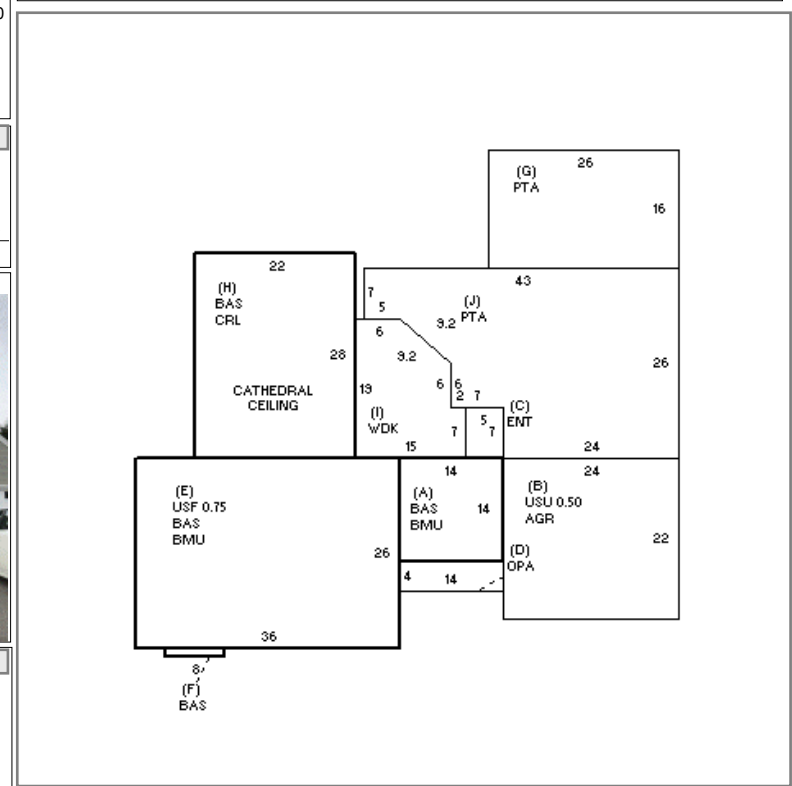 0
26
(G)
PTA
16
22
43
(H)
BAS
CRL
7
5
(J)
PTA
9.2
6
9.2
28
26
CATHEDRAL
CEILING
19
6
6
2
7
(I)
WDK
(C)
ENT
5
7
7
15
24
14
24
(E)
USF 0.75
BAS
BMU
(A)
BAS
BMU
14
(B)
USU 0.50
AGR
22
26
(D)
OPA
4
14
36
8
(F)
BAS